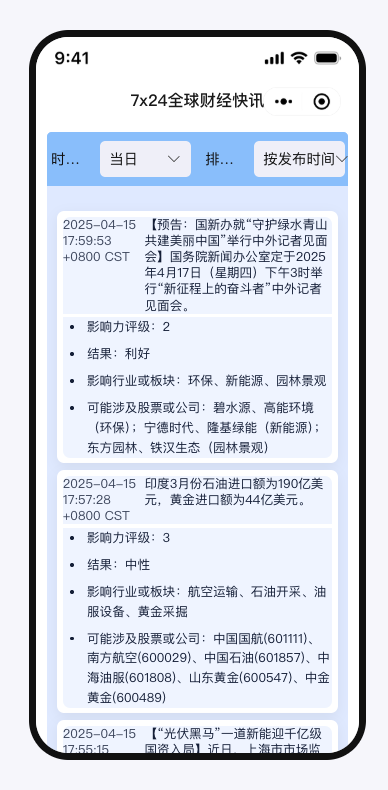 9:41
7x24全球财经快讯
时... 当日 排... 按发布时间
2025-04-15 【预告：国新办就“守护绿水青山
17:59:53 共建美丽中国”举行中外记者见面
+0800 CST 会】国务院新闻办公室定于2025
年4月17日（星期四）下午3时举
行“新征程上的奋斗者”中外记者
见面会。
• 影响力评级：2
• 结果：利好
• 影响行业或板块：环保、新能源、园林景观
• 可能涉及股票或公司：碧水源、高能环境
（环保）；宁德时代、隆基绿能（新能源）；
东方园林、铁汉生态（园林景观）
2025-04-15 印度3月份石油进口额为190亿美
17:57:28 元，黄金进口额为44亿美元。
+0800 CST
• 影响力评级：3
• 结果：中性
• 影响行业或板块：航空运输、石油开采、油
服设备、黄金采掘
• 可能涉及股票或公司：中国国航(601111)、
南方航空(600029)、中国石油(601857)、中
海油服(601808)、山东黄金(600547)、中金
黄金(600489)
2025-04-15 【“光伏黑马”一道新能迎千亿级
17:55:15 国资入局】近日，上海市市场监